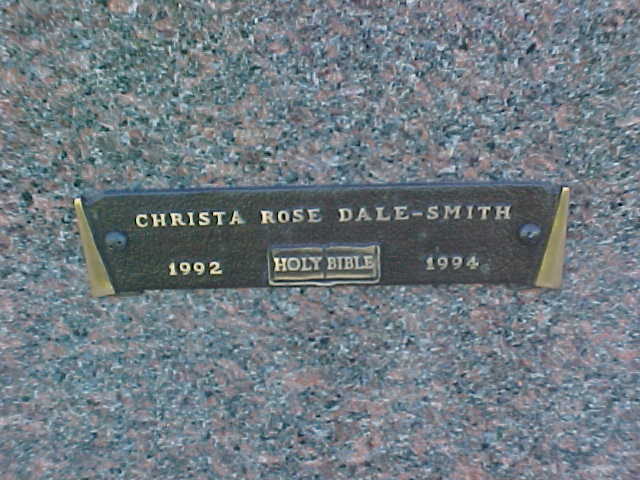 CHRISTA ROSE DALE-SMITH
1992 HOLY BIBLE 1994